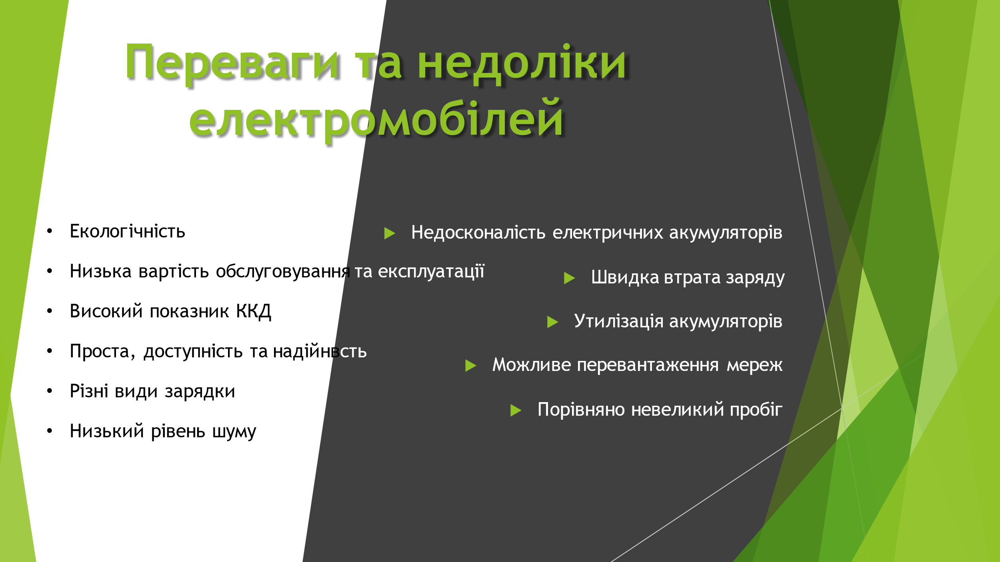 Переваги та недоліки
електромобілей
• Екологічність
• Низька вартість обслуговування та експлуатації
• Високий показник ККД
• Проста, доступність та надійнвсть
• Різні види зарядки
• Низький рівень шуму
Недосконалість електричних акумуляторів
Швидка втрата заряду
Утилізація акумуляторів
Можливе перевантаження мереж
Порівняно невеликий пробіг